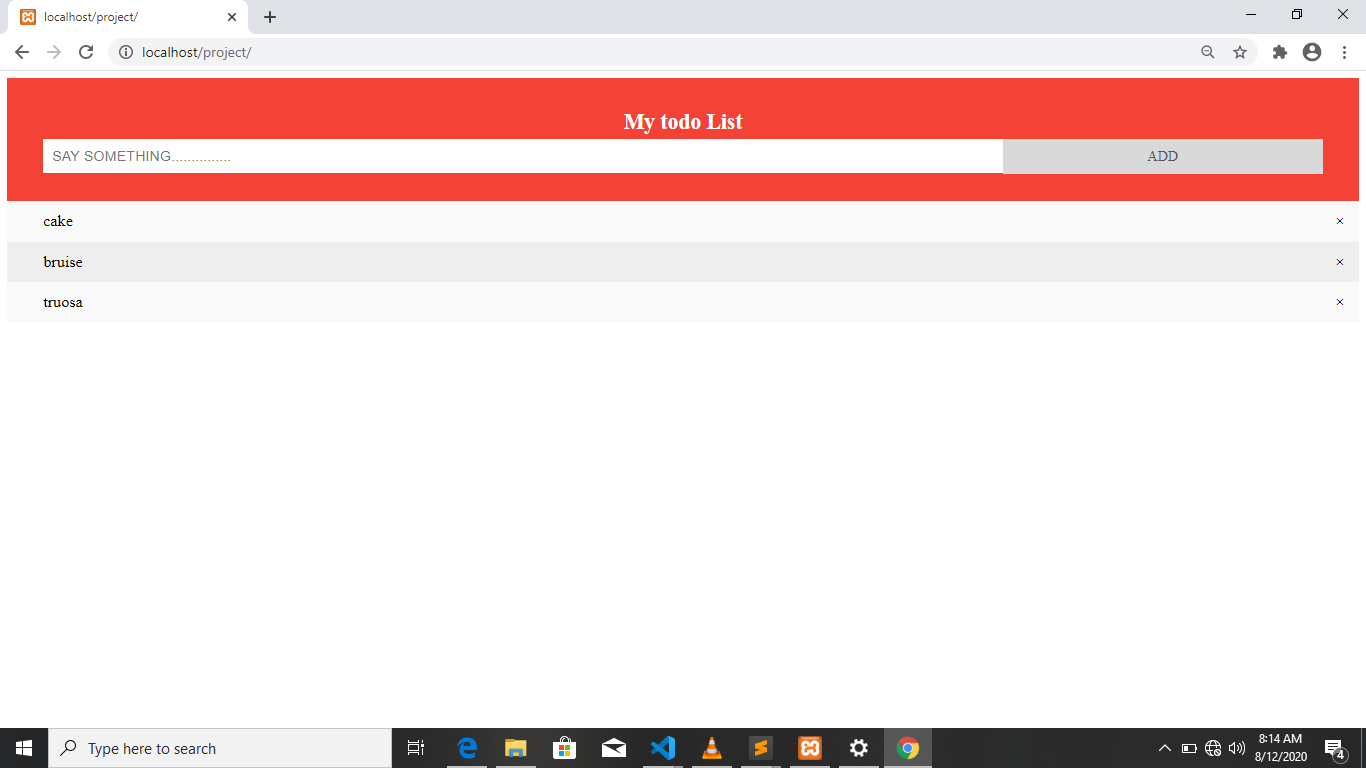 localhost/project/
localhost/project/
My todo List
SAY SOMETHING............... ADD
cake ×
bruise ×
truosa ×
Type here to search
8:14 AM
8/12/2020
4